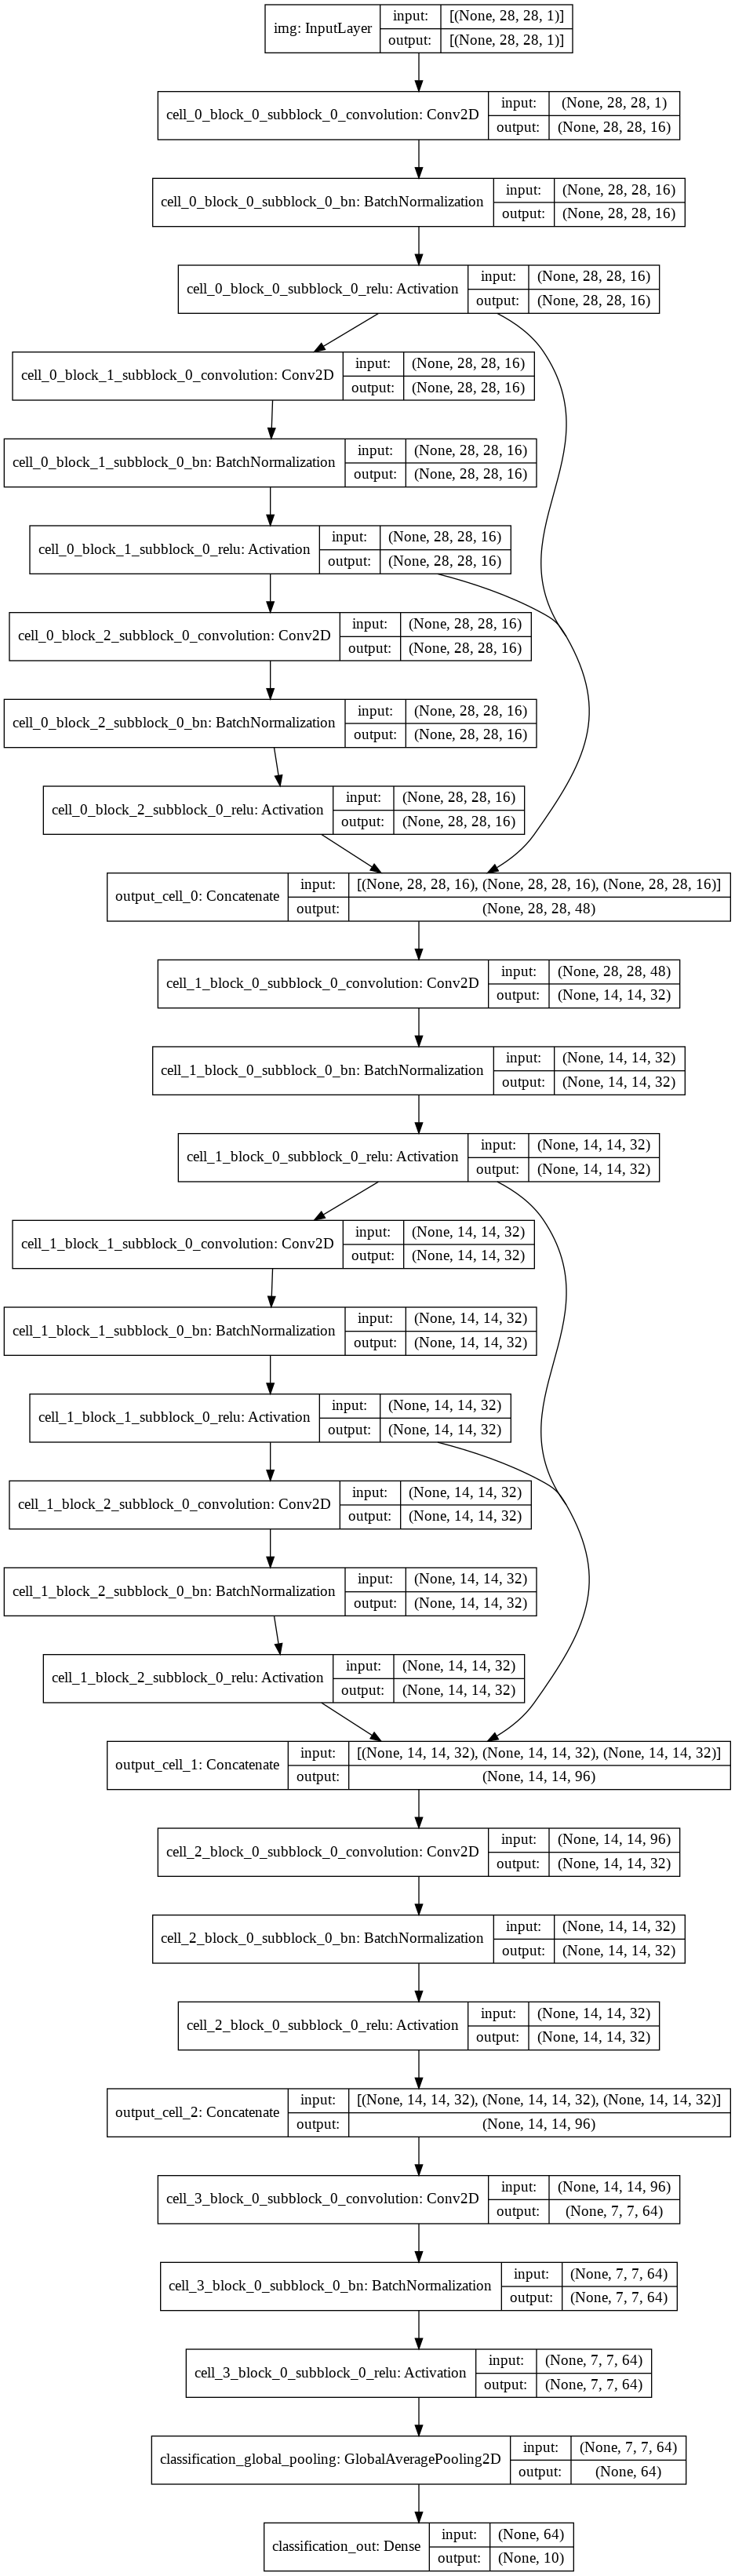 img: InputLayer input: [(None, 28, 28, 1)]
output: [(None, 28, 28, 1)]
cell_0_block_0_subblock_0_convolution: Conv2D input: (None, 28, 28, 1)
output: (None, 28, 28, 16)
cell_0_block_0_subblock_0_bn: BatchNormalization input: (None, 28, 28, 16)
output: (None, 28, 28, 16)
cell_0_block_0_subblock_0_relu: Activation input: (None, 28, 28, 16)
output: (None, 28, 28, 16)
cell_0_block_1_subblock_0_convolution: Conv2D input: (None, 28, 28, 16)
output: (None, 28, 28, 16)
cell_0_block_1_subblock_0_bn: BatchNormalization input: (None, 28, 28, 16)
output: (None, 28, 28, 16)
cell_0_block_1_subblock_0_relu: Activation input: (None, 28, 28, 16)
output: (None, 28, 28, 16)
cell_0_block_2_subblock_0_convolution: Conv2D input: (None, 28, 28, 16)
output: (None, 28, 28, 16)
cell_0_block_2_subblock_0_bn: BatchNormalization input: (None, 28, 28, 16)
output: (None, 28, 28, 16)
cell_0_block_2_subblock_0_relu: Activation input: (None, 28, 28, 16)
output: (None, 28, 28, 16)
output_cell_0: Concatenate input: [(None, 28, 28, 16), (None, 28, 28, 16), (None, 28, 28, 16)]
output: (None, 28, 28, 48)
cell_1_block_0_subblock_0_convolution: Conv2D input: (None, 28, 28, 48)
output: (None, 14, 14, 32)
cell_1_block_0_subblock_0_bn: BatchNormalization input: (None, 14, 14, 32)
output: (None, 14, 14, 32)
cell_1_block_0_subblock_0_relu: Activation input: (None, 14, 14, 32)
output: (None, 14, 14, 32)
cell_1_block_1_subblock_0_convolution: Conv2D input: (None, 14, 14, 32)
output: (None, 14, 14, 32)
cell_1_block_1_subblock_0_bn: BatchNormalization input: (None, 14, 14, 32)
output: (None, 14, 14, 32)
cell_1_block_1_subblock_0_relu: Activation input: (None, 14, 14, 32)
output: (None, 14, 14, 32)
cell_1_block_2_subblock_0_convolution: Conv2D input: (None, 14, 14, 32)
output: (None, 14, 14, 32)
cell_1_block_2_subblock_0_bn: BatchNormalization input: (None, 14, 14, 32)
output: (None, 14, 14, 32)
cell_1_block_2_subblock_0_relu: Activation input: (None, 14, 14, 32)
output: (None, 14, 14, 32)
output_cell_1: Concatenate input: [(None, 14, 14, 32), (None, 14, 14, 32), (None, 14, 14, 32)]
output: (None, 14, 14, 96)
cell_2_block_0_subblock_0_convolution: Conv2D input: (None, 14, 14, 96)
output: (None, 14, 14, 32)
cell_2_block_0_subblock_0_bn: BatchNormalization input: (None, 14, 14, 32)
output: (None, 14, 14, 32)
cell_2_block_0_subblock_0_relu: Activation input: (None, 14, 14, 32)
output: (None, 14, 14, 32)
output_cell_2: Concatenate input: [(None, 14, 14, 32), (None, 14, 14, 32), (None, 14, 14, 32)]
output: (None, 14, 14, 96)
cell_3_block_0_subblock_0_convolution: Conv2D input: (None, 14, 14, 96)
output: (None, 7, 7, 64)
cell_3_block_0_subblock_0_bn: BatchNormalization input: (None, 7, 7, 64)
output: (None, 7, 7, 64)
cell_3_block_0_subblock_0_relu: Activation input: (None, 7, 7, 64)
output: (None, 7, 7, 64)
classification_global_pooling: GlobalAveragePooling2D input: (None, 7, 7, 64)
output: (None, 64)
classification_out: Dense input: (None, 64)
output: (None, 10)